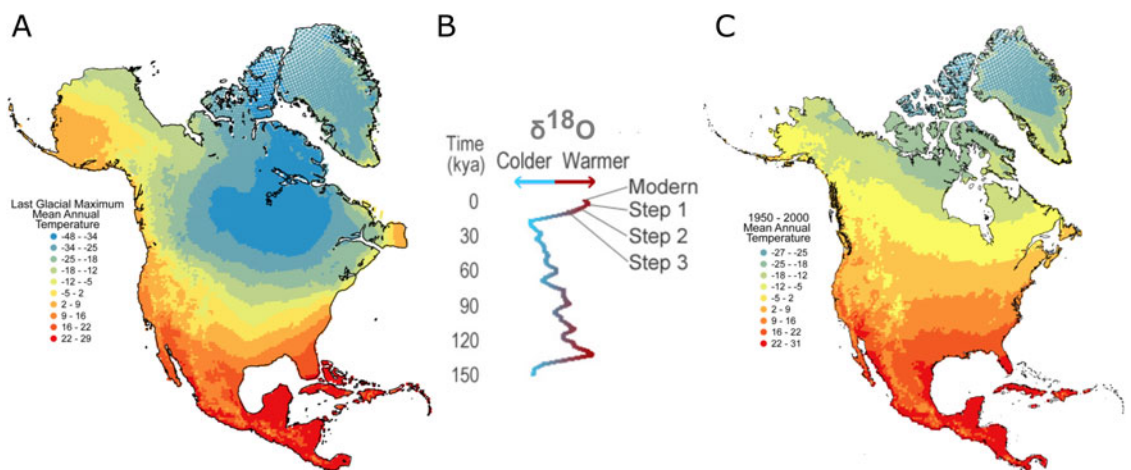 A
Last Glacial Maximum
Mean Annual
Temperature
-48 - -34
-34 - -25
-25 - -18
-18 - -12
-12 - -5
-5 - 2
2 - 9
9 - 16
16 - 22
22 - 29
B
δ18O
Time
(kya)
Colder Warmer
0
30
60
90
120
150
Modern
Step 1
Step 2
Step 3
C
1950 - 2000
Mean Annual
Temperature
-27 - -25
-25 - -18
-18 - -12
-12 - -5
-5 - 2
2 - 9
9 - 16
16 - 22
22 - 31